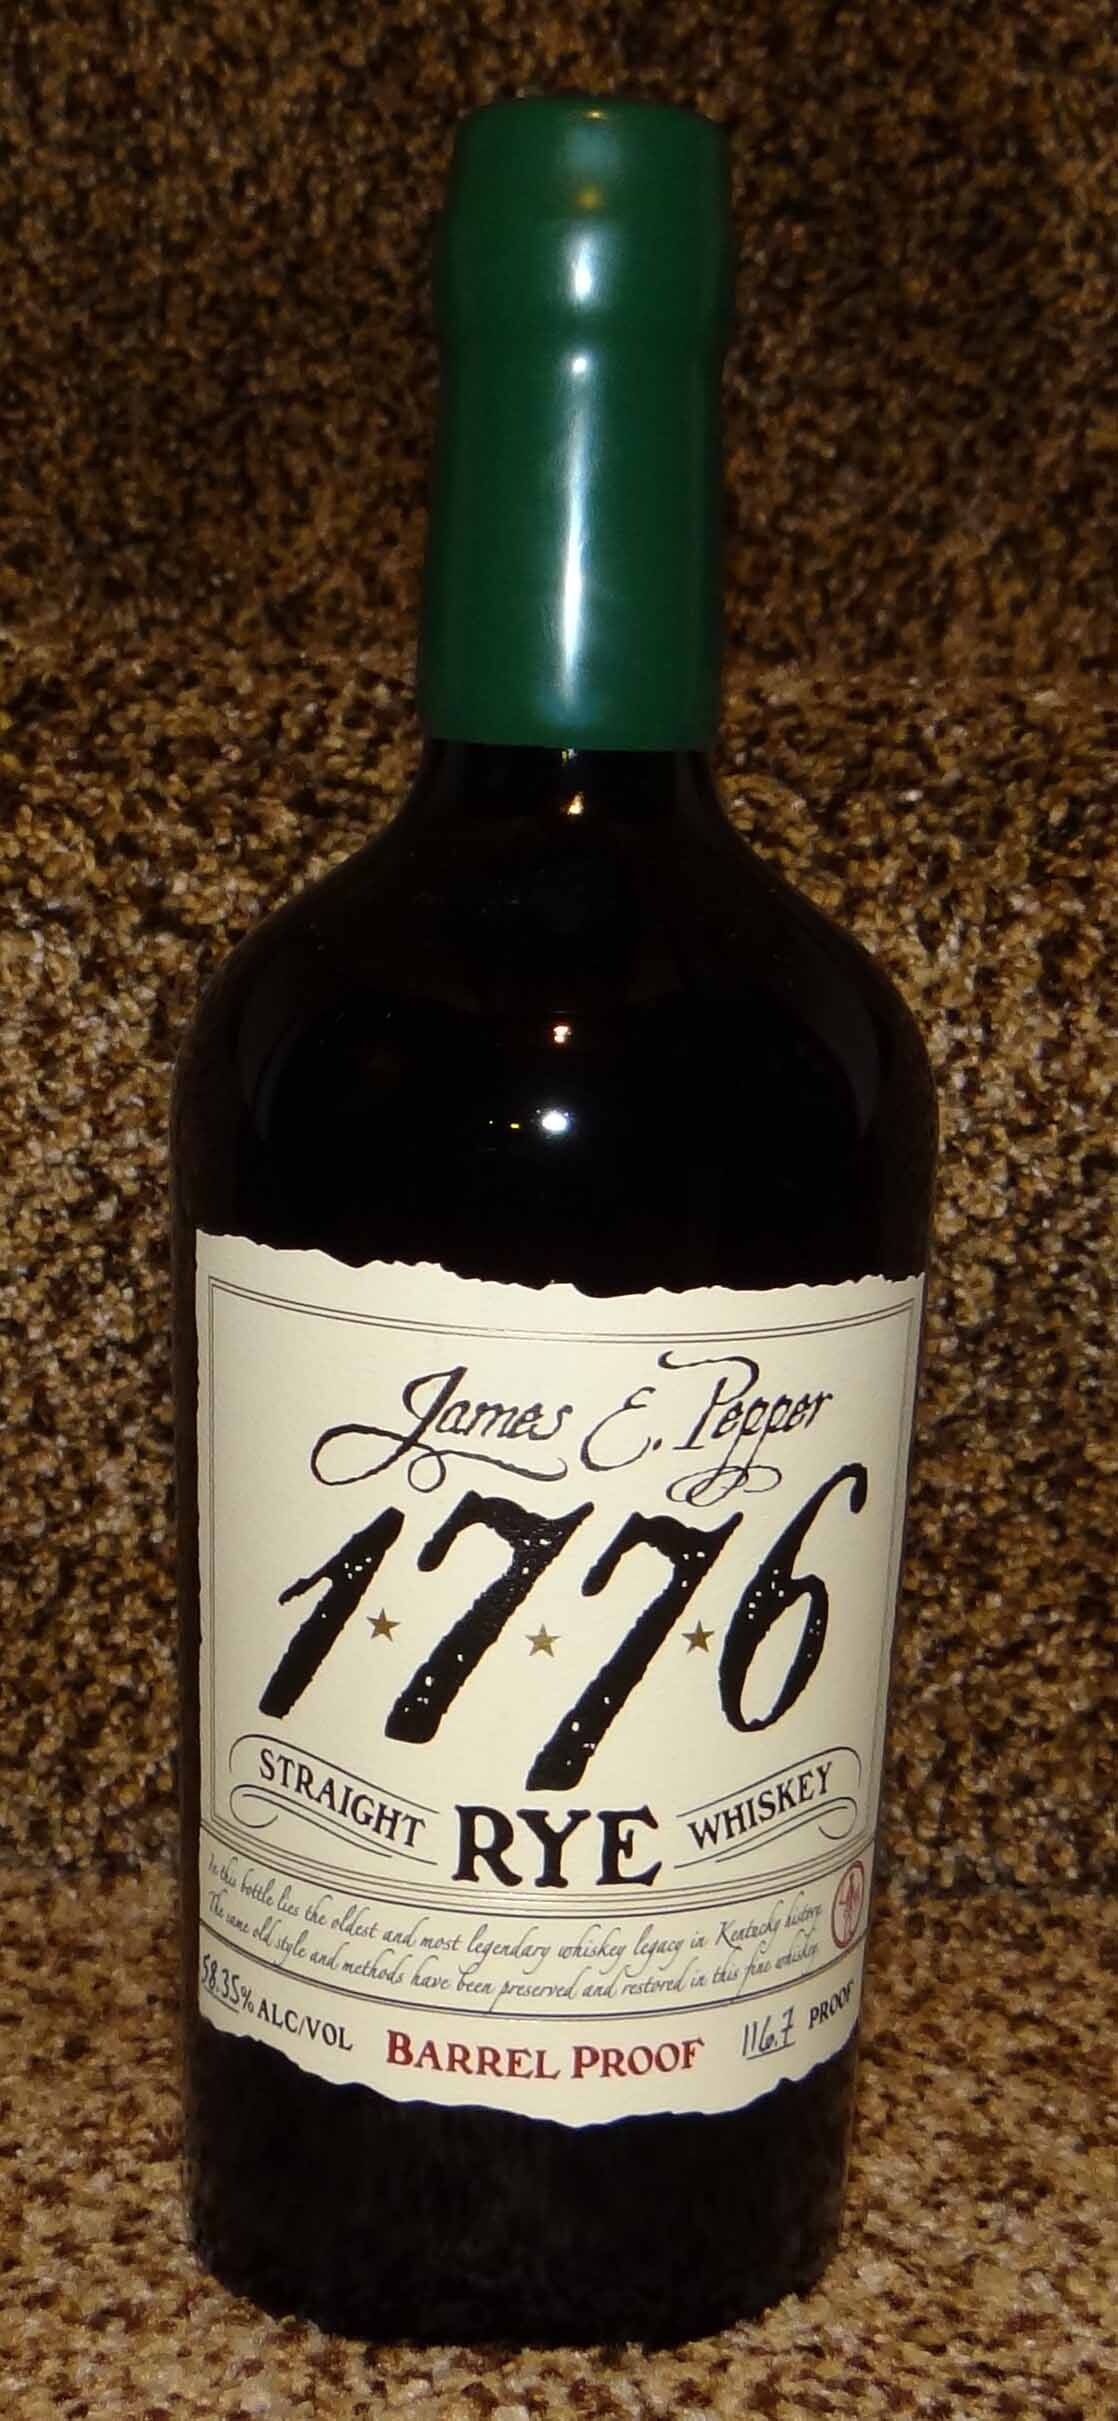 James E. Pepper
1776
STRAIGHT RYE WHISKEY
In this bottle lies the oldest and most legendary whiskey legacy in Kentucky history.
The same old style and methods have been preserved and restored in this fine whiskey.
58.35% ALC/VOL BARREL PROOF 116.7 PROOF